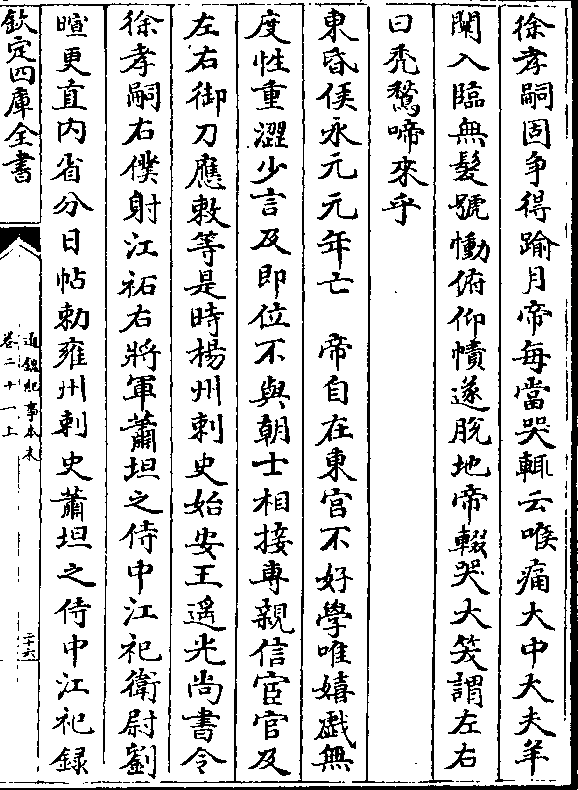 徐孝嗣固争得踰月帝每當哭輒云喉痛大中大夫羊
闡入臨無髮號慟俯仰幘遂脫地帝輟哭大笑謂左右
曰禿鶖啼來乎
東昏侯永元元年亡　帝自在東宫不好學唯嬉戲無
度性重澀少言及即位不與朝士相接專親信宦官及
左右御刀應敕等是時楊州刺史始安王遥光尚書令
徐孝嗣右僕射江祏右將軍蕭坦之侍中江祀衛尉劉
暄更直内省分日帖勅雍州刺史蕭坦之侍中江祀録
欽定四庫全書
通鑑紀事本末
卷二十一上
二十六